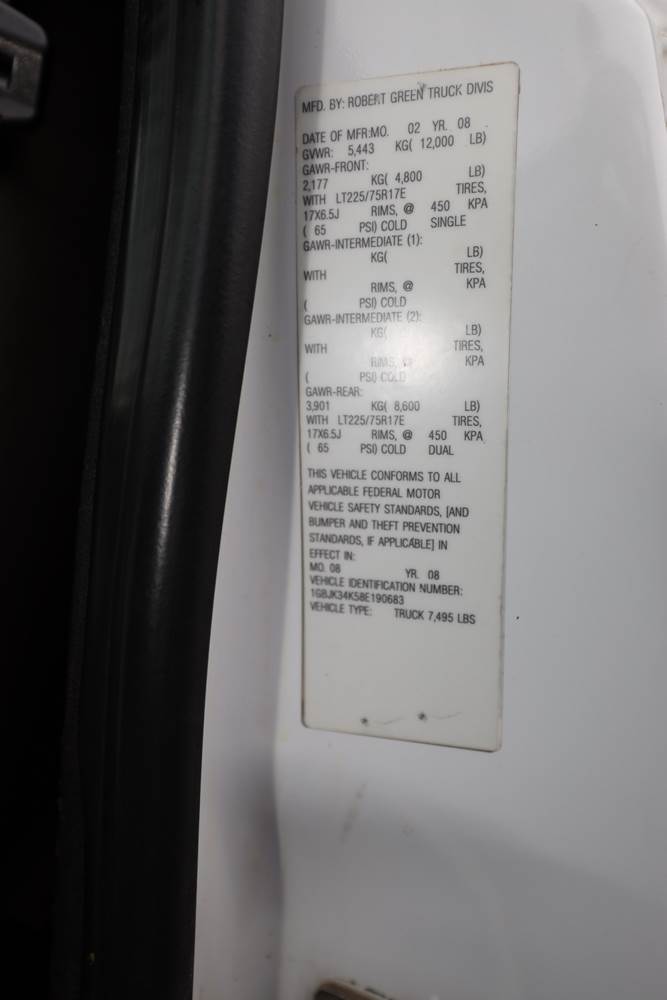 MFD. BY: ROBERT GREEN TRUCK DIVIS
DATE OF MFR:MO. 02 YR. 08
GVWR: 5,443 KG( 12,000 LB)
GAWR-FRONT:
2,177 KG( 4,800 LB)
WITH LT225/75R17E TIRES,
17X6.5J RIMS, @ 450 KPA
( 65 PSI) COLD SINGLE
GAWR-INTERMEDIATE (1):
KG( LB)
WITH TIRES,
RIMS, @ KPA
( PSI) COLD
GAWR-INTERMEDIATE (2):
KG( LB)
WITH TIRES,
RIMS, @ KPA
( PSI) COLD
GAWR-REAR:
3,901 KG( 8,600 LB)
WITH LT225/75R17E TIRES,
17X6.5J RIMS, @ 450 KPA
( 65 PSI) COLD DUAL
THIS VEHICLE CONFORMS TO ALL
APPLICABLE FEDERAL MOTOR
VEHICLE SAFETY STANDARDS, [AND
BUMPER AND THEFT PREVENTION
STANDARDS, IF APPLICABLE] IN
EFFECT IN:
MO. 08 YR. 08
VEHICLE IDENTIFICATION NUMBER:
1GBJK34K58E190683
VEHICLE TYPE: TRUCK 7,495 LBS